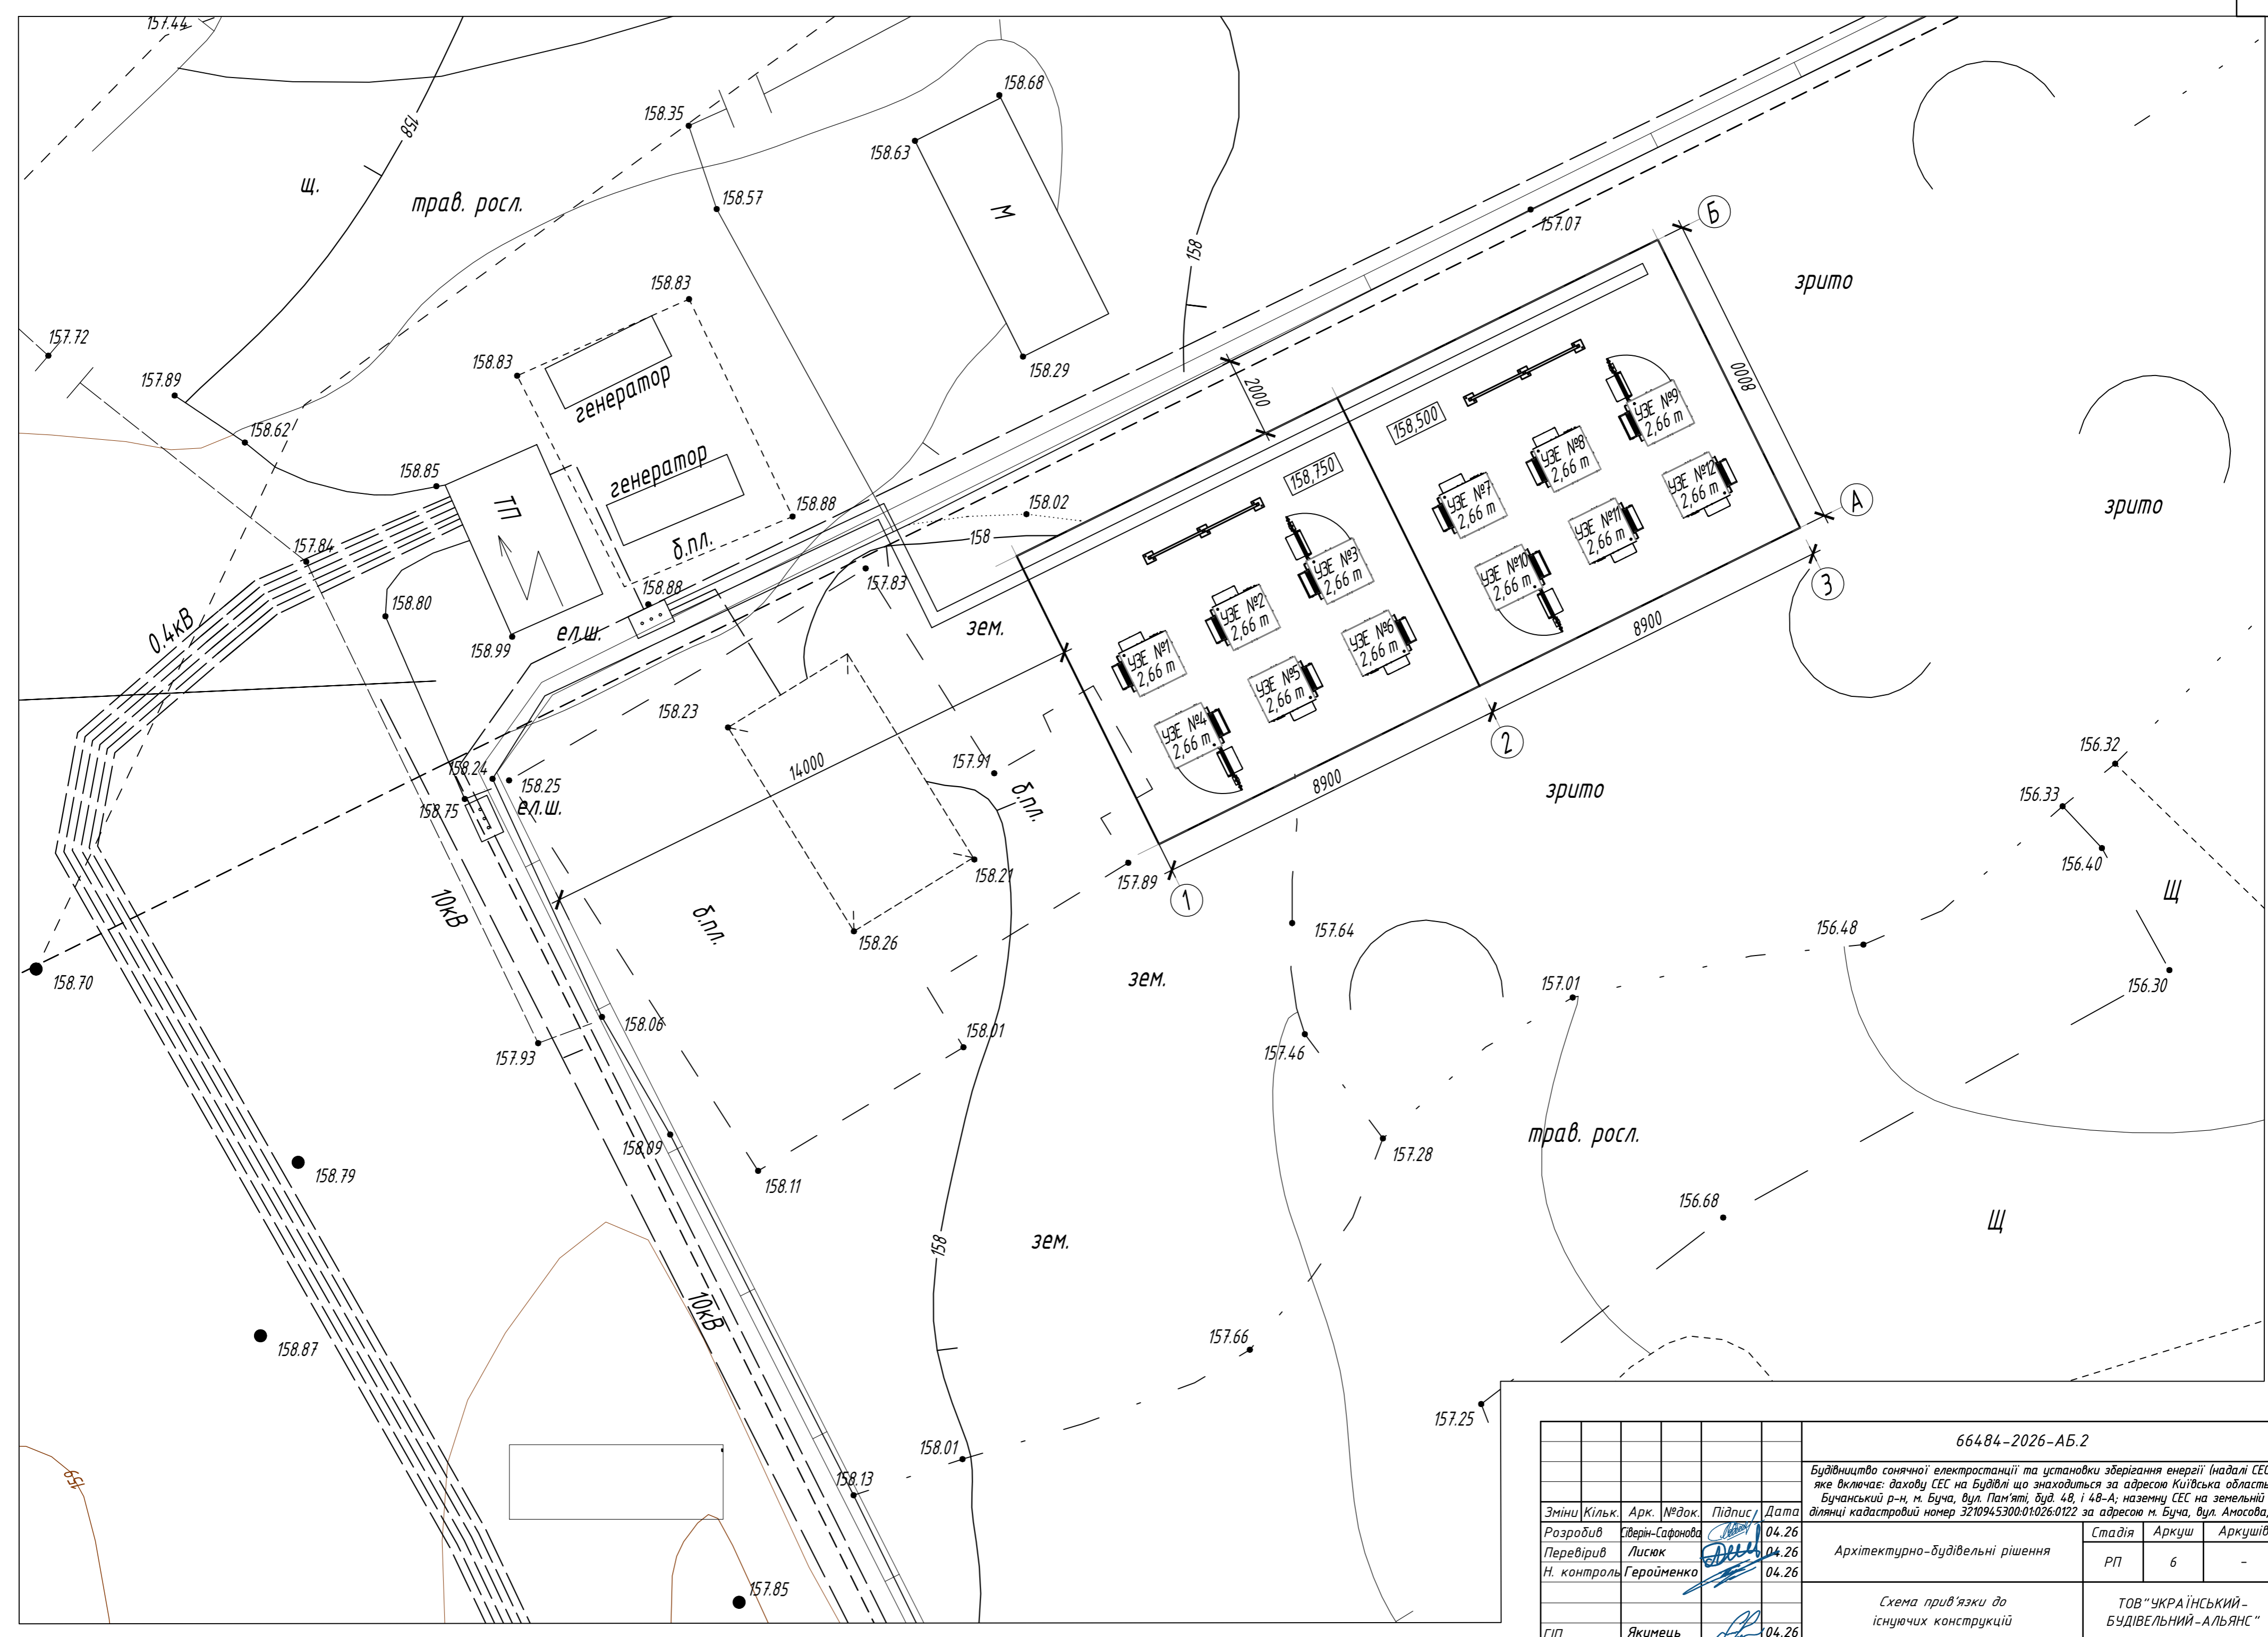 157.44
158
щ.
трав. росл.
158.35
158.68
158.63
158.57
М
158
157.07
Б
зрито
158.83
158.83
генератор
генератор
158.29
157.72
157.89
158.62
158.85
ТП
158.88
б.пл.
158.88
157.84
158.80
158.99
ел.ш.
0.4кВ
2000
8000
158,500
158,750
158.02
158
157.83
зем.
УЗЕ №9
2,66 т
УЗЕ №8
2,66 т
УЗЕ №7
2,66 т
УЗЕ №12
2,66 т
УЗЕ №11
2,66 т
УЗЕ №10
2,66 т
УЗЕ №3
2,66 т
УЗЕ №2
2,66 т
УЗЕ №1
2,66 т
УЗЕ №6
2,66 т
УЗЕ №5
2,66 т
УЗЕ №4
2,66 т
А
зрито
3
8900
2
8900
1
зрито
158.23
14000
158.24
158.25
158.75
ел.ш.
157.91
б.пл.
158.21
157.89
б.пл.
158.26
10кВ
158.70
157.64
зем.
156.32
156.33
156.40
Щ
156.48
156.30
157.01
158.06
157.93
158.01
157.46
158.09
158.11
157.28
трав. росл.
158.79
156.68
Щ
158
зем.
10кВ
158.87
157.66
157.25
158.01
158.13
159
157.85
66484-2026-АБ.2
Будівництво сонячної електростанції та установки зберігання енергії (надалі СЕС
яке включає: дахову СЕС на Будівлі що знаходиться за адресою Київська область
Бучанський р-н, м. Буча, вул. Пам'яті, буд. 48, і 48-А; наземну СЕС на земельній
ділянці кадастровий номер 3210945300:01:026:0122 за адресою м. Буча, вул. Амосова,
Зміни Кільк. Арк. №док. Підпис Дата
Розробив Сіверін-Сафонова 04.26
Перевірив Лисюк 04.26
Н. контроль Геройменко 04.26
ГІП Якимець 04.26
Архітектурно-будівельні рішення
Стадія Аркуш Аркушів
РП 6 -
Схема прив'язки до
існуючих конструкцій
ТОВ"УКРАЇНСЬКИЙ-
БУДІВЕЛЬНИЙ-АЛЬЯНС"